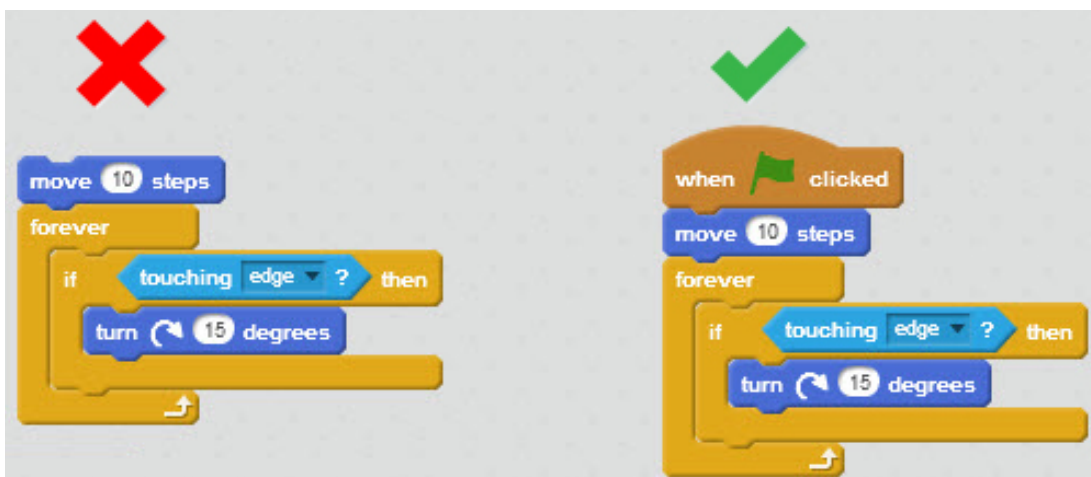 move 10 steps
forever
if touching edge ? then
turn 15 degrees
when clicked
move 10 steps
forever
if touching edge ? then
turn 15 degrees